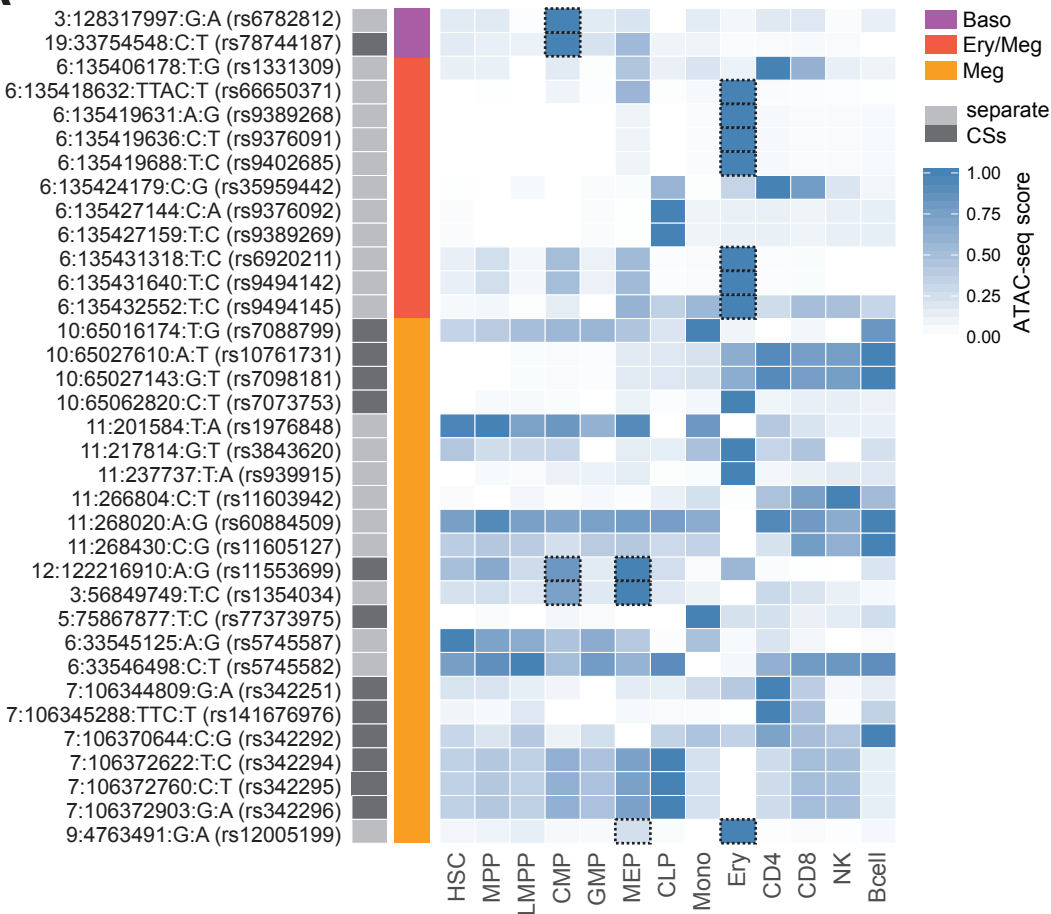 3:128317997:G:A (rs6782812)
19:33754548:C:T (rs78744187)
6:135406178:T:G (rs1331309)
6:135418632:TTAC:T (rs66650371)
6:135419631:A:G (rs9389268)
6:135419636:C:T (rs9376091)
6:135419688:T:C (rs9402685)
6:135424179:C:G (rs35959442)
6:135427144:C:A (rs9376092)
6:135427159:T:C (rs9389269)
6:135431318:T:C (rs6920211)
6:135431640:T:C (rs9494142)
6:135432552:T:C (rs9494145)
10:65016174:T:G (rs7088799)
10:65027610:A:T (rs10761731)
10:65027143:G:T (rs7098181)
10:65062820:C:T (rs7073753)
11:201584:T:A (rs1976848)
11:217814:G:T (rs3843620)
11:237737:T:A (rs939915)
11:266804:C:T (rs11603942)
11:268020:A:G (rs60884509)
11:268430:C:G (rs11605127)
12:122216910:A:G (rs11553699)
3:56849749:T:C (rs1354034)
5:75867877:T:C (rs77373975)
6:33545125:A:G (rs5745587)
6:33546498:C:T (rs5745582)
7:106344809:G:A (rs342251)
7:106345288:TTC:T (rs141676976)
7:106370644:C:G (rs342292)
7:106372622:T:C (rs342294)
7:106372760:C:T (rs342295)
7:106372903:G:A (rs342296)
9:4763491:G:A (rs12005199)
HSC
MPP
LMPP
CMP
GMP
MEP
CLP
Mono
Ery
CD4
CD8
NK
Bcell
Baso
Ery/Meg
Meg
separate
CSs
1.00
0.75
0.50
0.25
0.00
ATAC-seq score